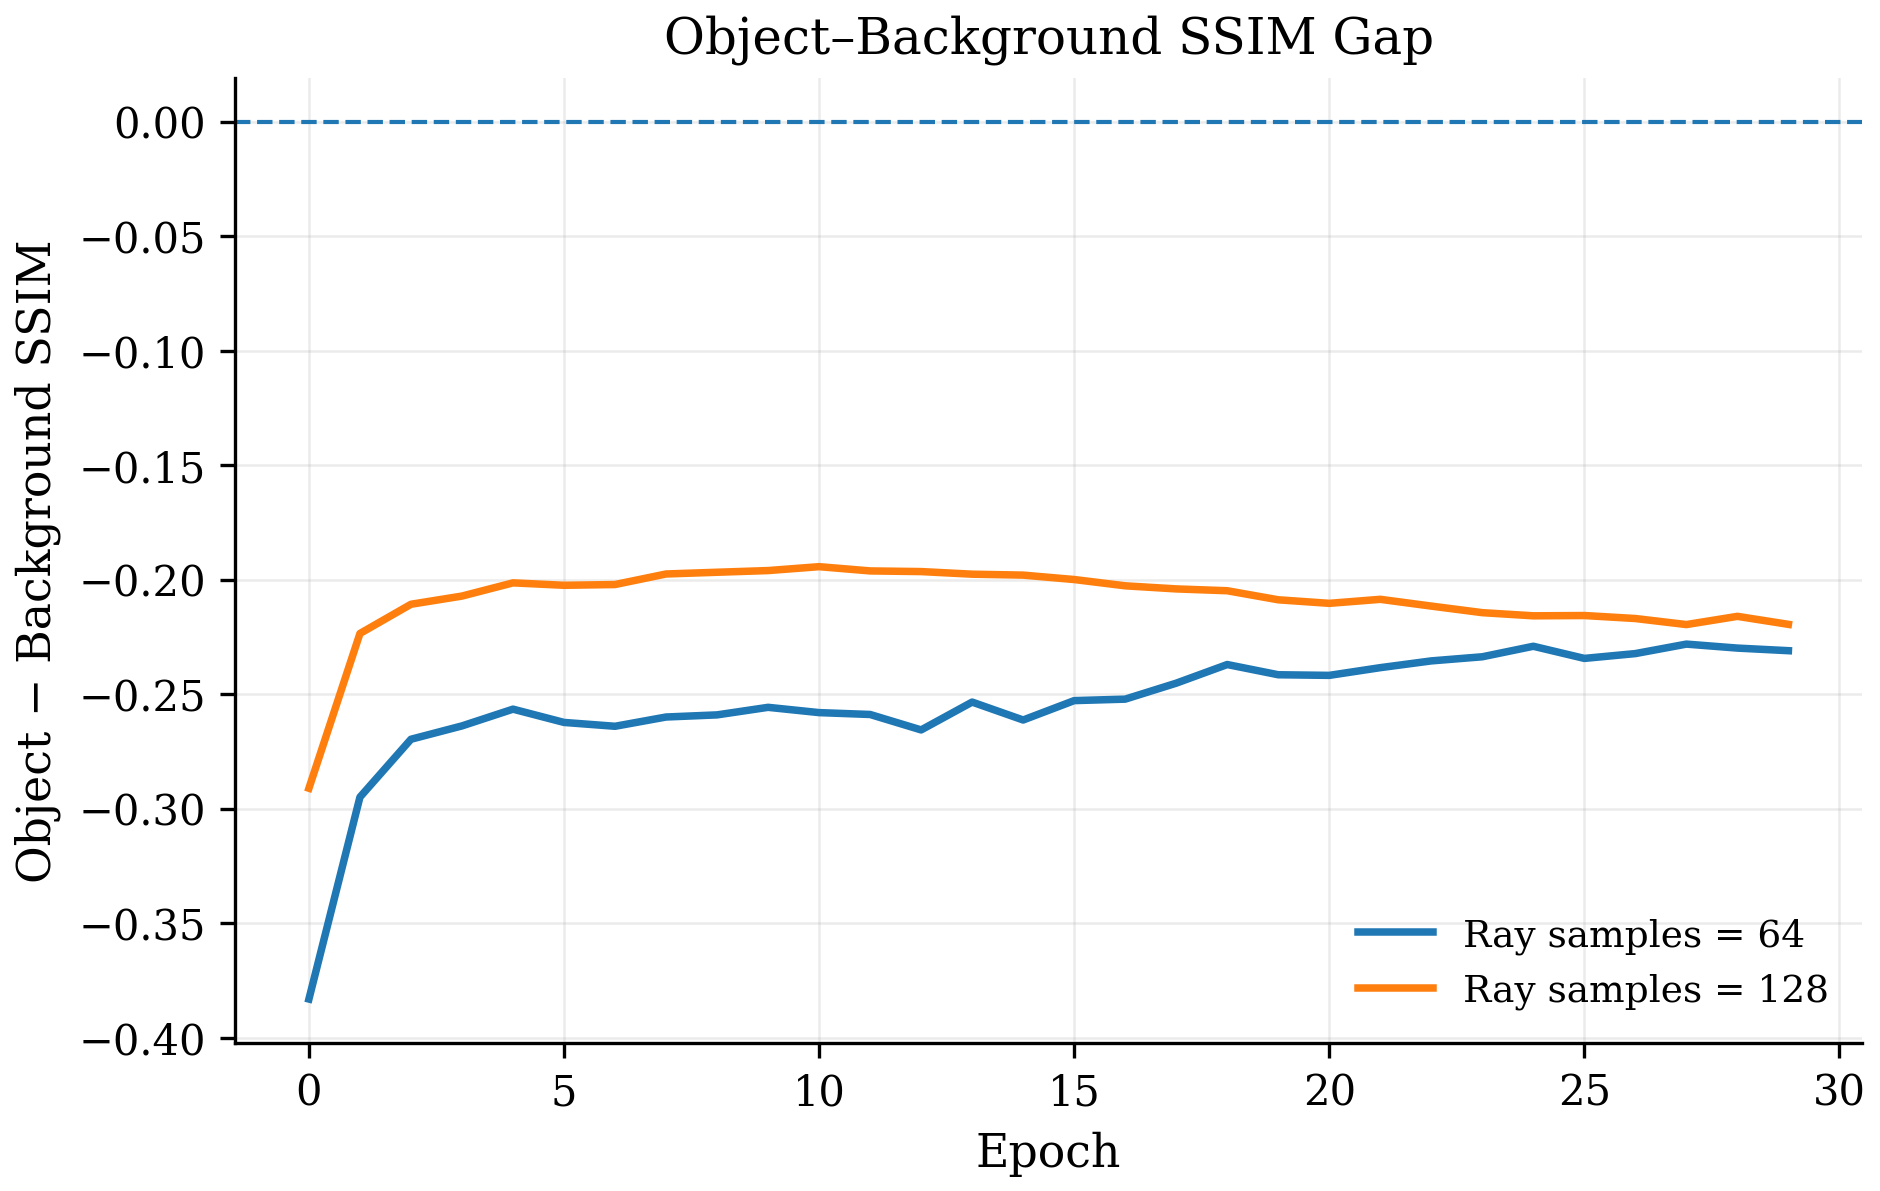 Object–Background SSIM Gap
Object − Background SSIM
0.00
−0.05
−0.10
−0.15
−0.20
−0.25
−0.30
−0.35
−0.40
Ray samples = 64
Ray samples = 128
0 5 10 15 20 25 30
Epoch